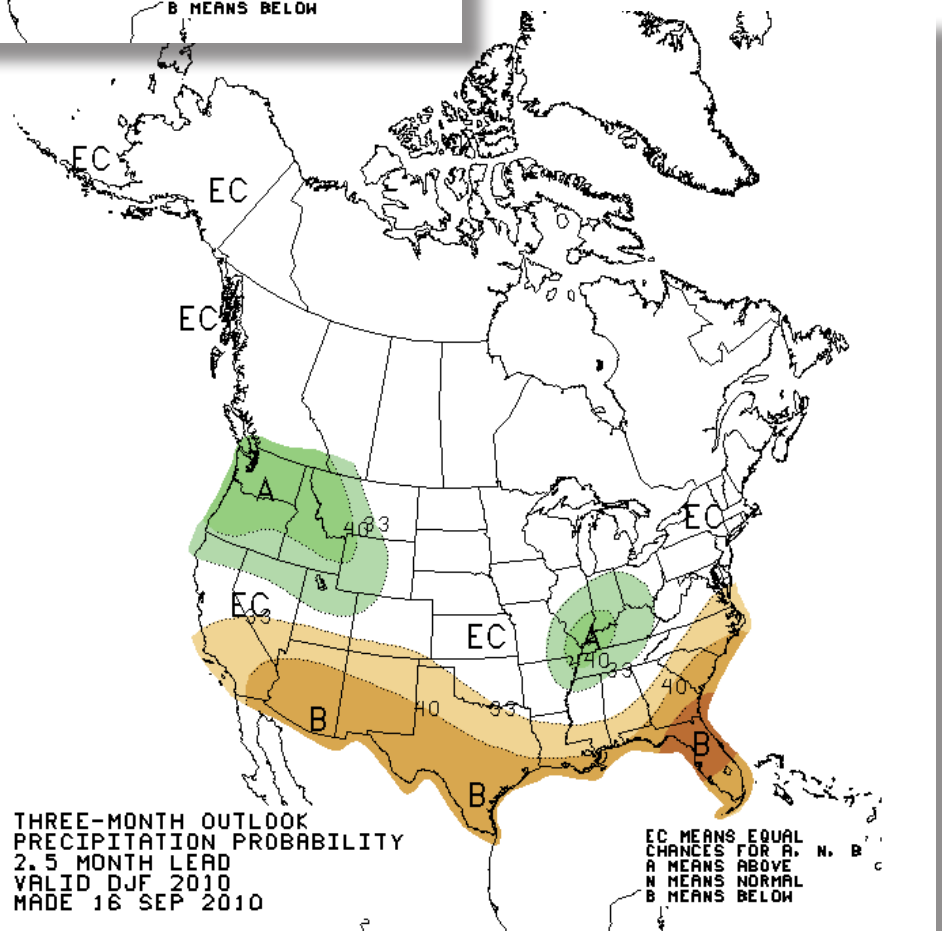 B MEANS BELOW
EC
EC
EC
A
40
33
EC
EC
33
EC
A
40
33
40
B
40
33
B
B
THREE-MONTH OUTLOOK
PRECIPITATION PROBABILITY
2.5 MONTH LEAD
VALID DJF 2010
MADE 16 SEP 2010
EC MEANS EQUAL
CHANCES FOR A, N, B
A MEANS ABOVE
N MEANS NORMAL
B MEANS BELOW